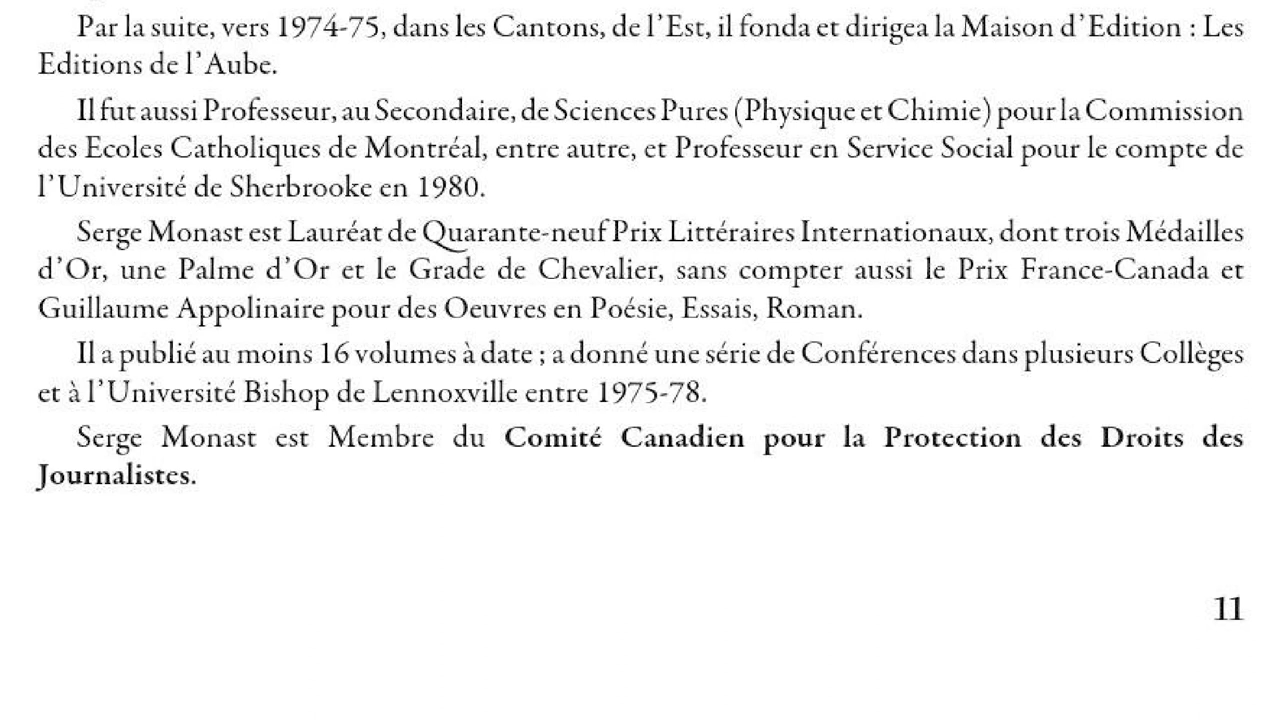 Par la suite, vers 1974-75, dans les Cantons, de l’Est, il fonda et dirigea la Maison d’Edition : Les
Editions de l’Aube.
Il fut aussi Professeur, au Secondaire, de Sciences Pures (Physique et Chimie) pour la Commission
des Ecoles Catholiques de Montréal, entre autre, et Professeur en Service Social pour le compte de
l’Université de Sherbrooke en 1980.
Serge Monast est Lauréat de Quarante-neuf Prix Littéraires Internationaux, dont trois Médailles
d’Or, une Palme d’Or et le Grade de Chevalier, sans compter aussi le Prix France-Canada et
Guillaume Appolinaire pour des Oeuvres en Poésie, Essais, Roman.
Il a publié au moins 16 volumes à date ; a donné une série de Conférences dans plusieurs Collèges
et à l’Université Bishop de Lennoxville entre 1975-78.
Serge Monast est Membre du Comité Canadien pour la Protection des Droits des
Journalistes.
11